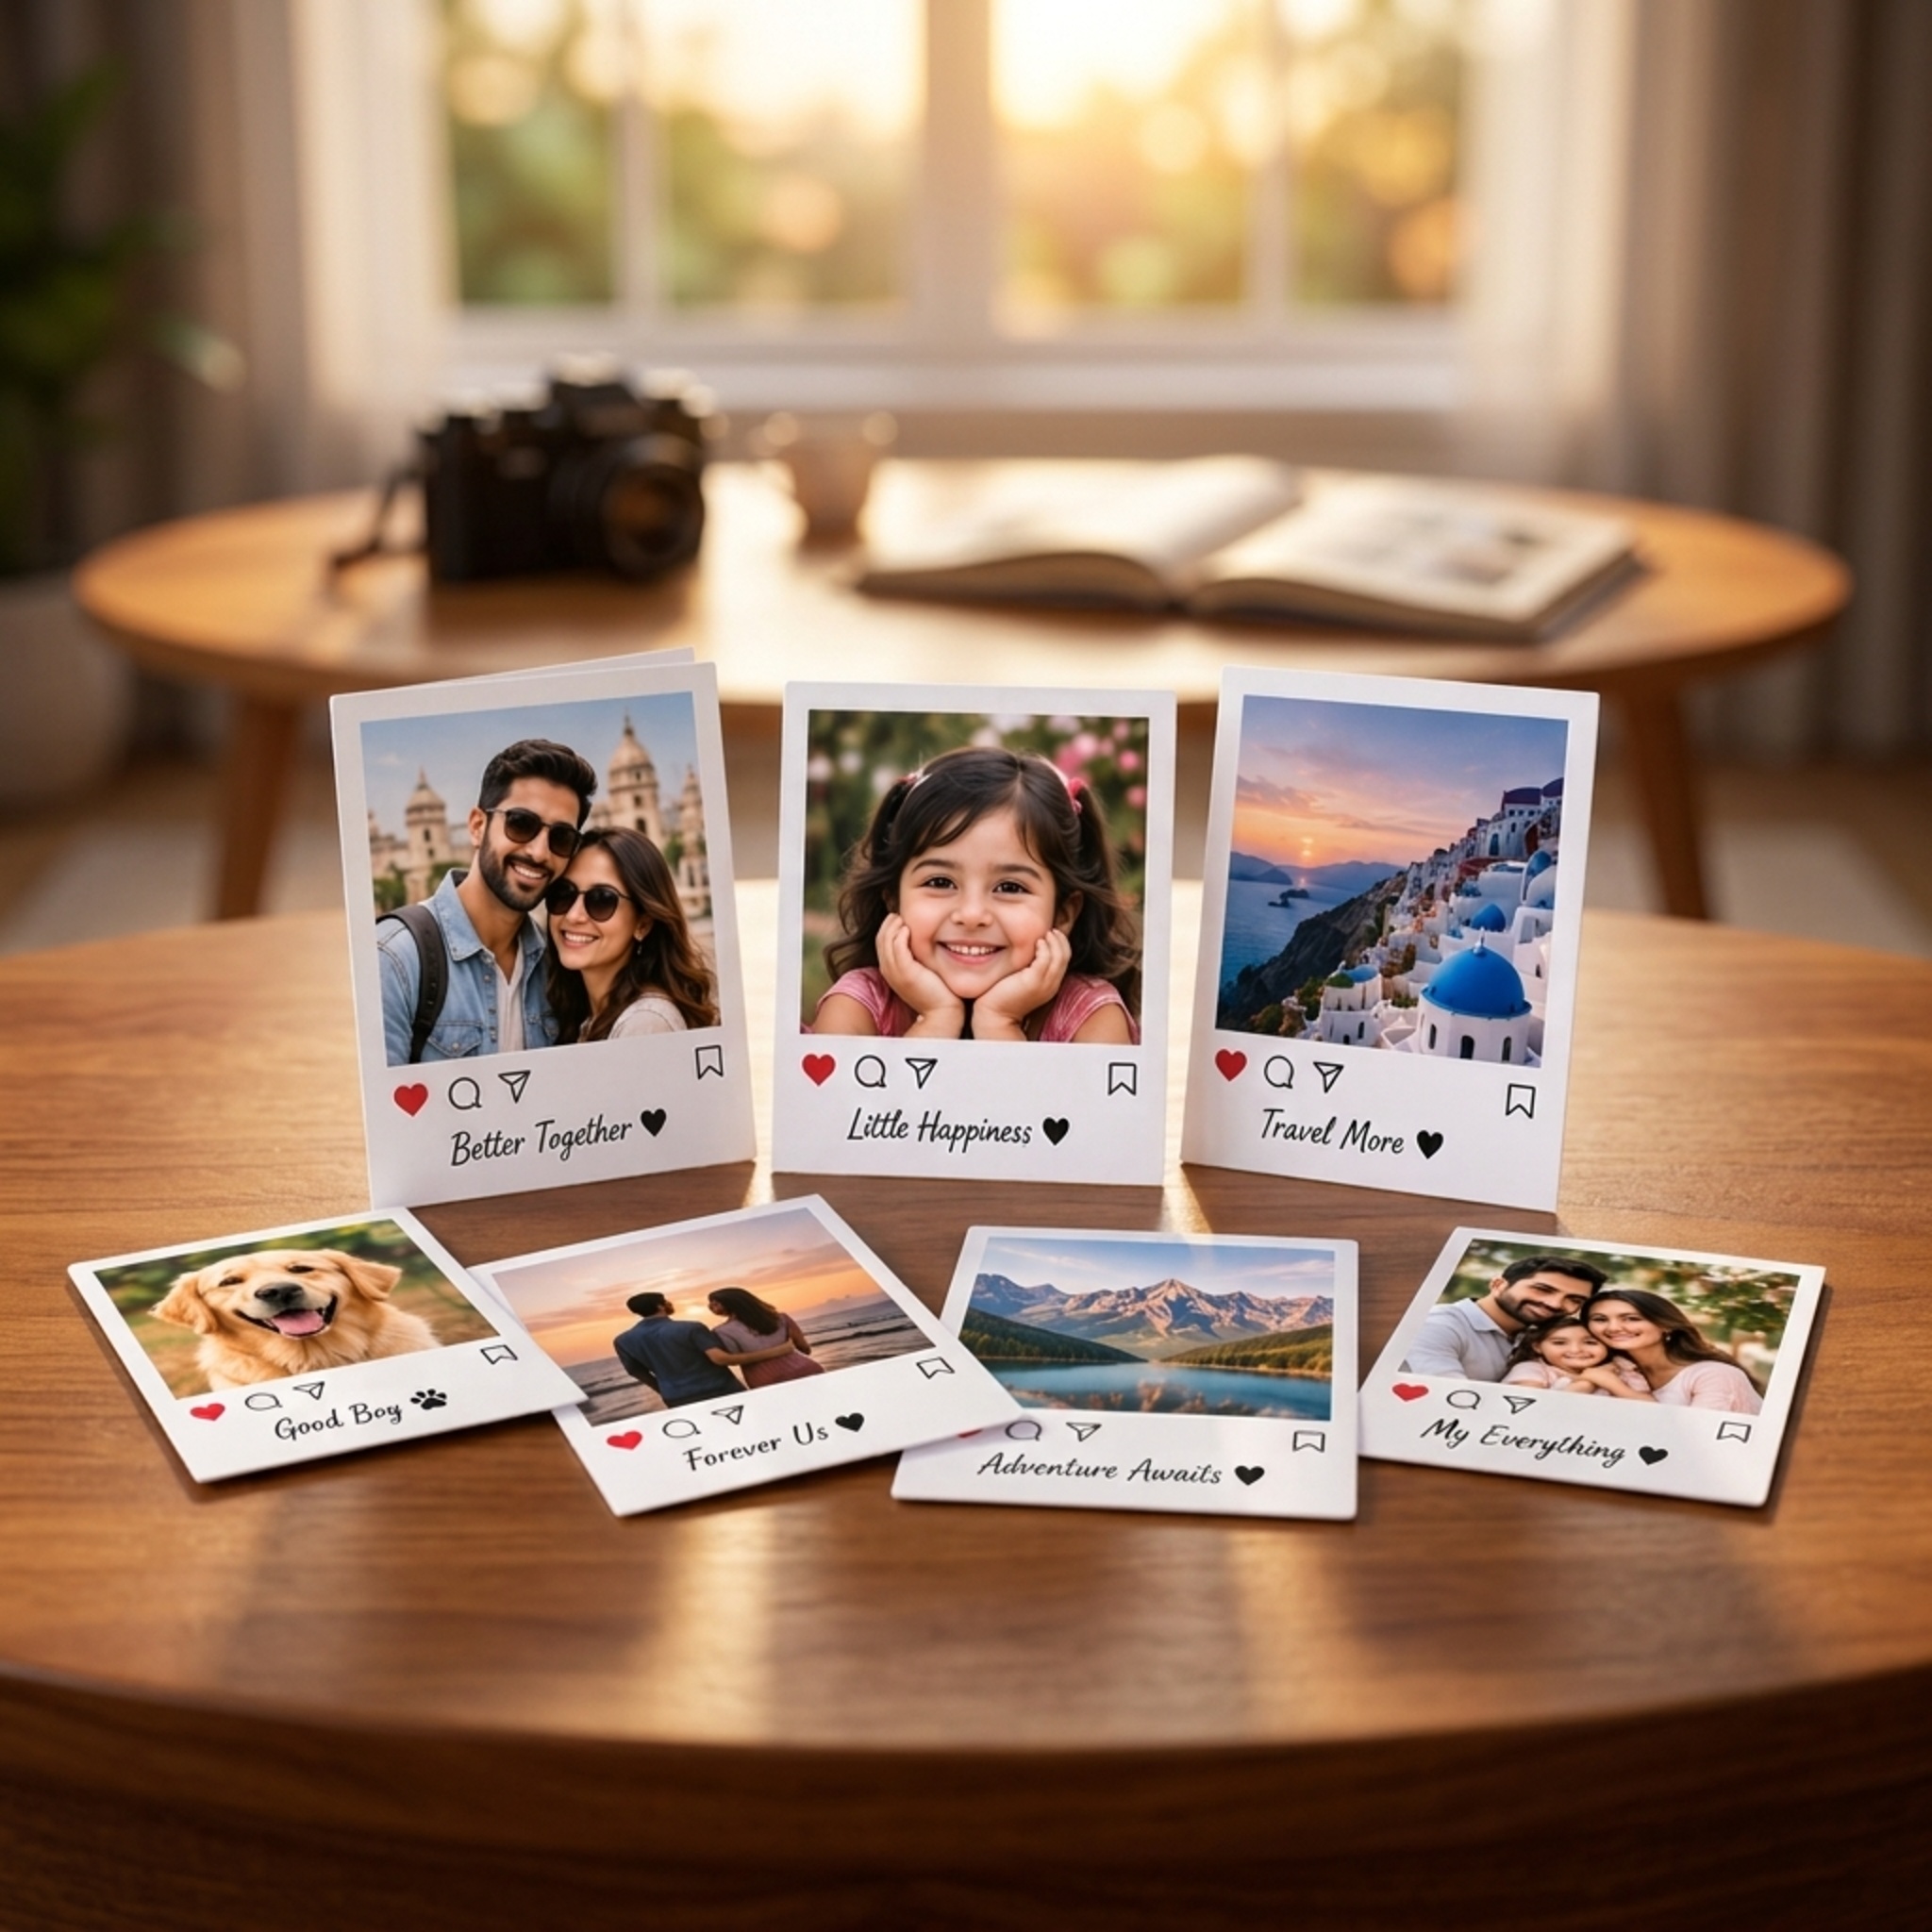 Better Together
Little Happiness
Travel More
Good Boy
Forever Us
Adventure Awaits
My Everything